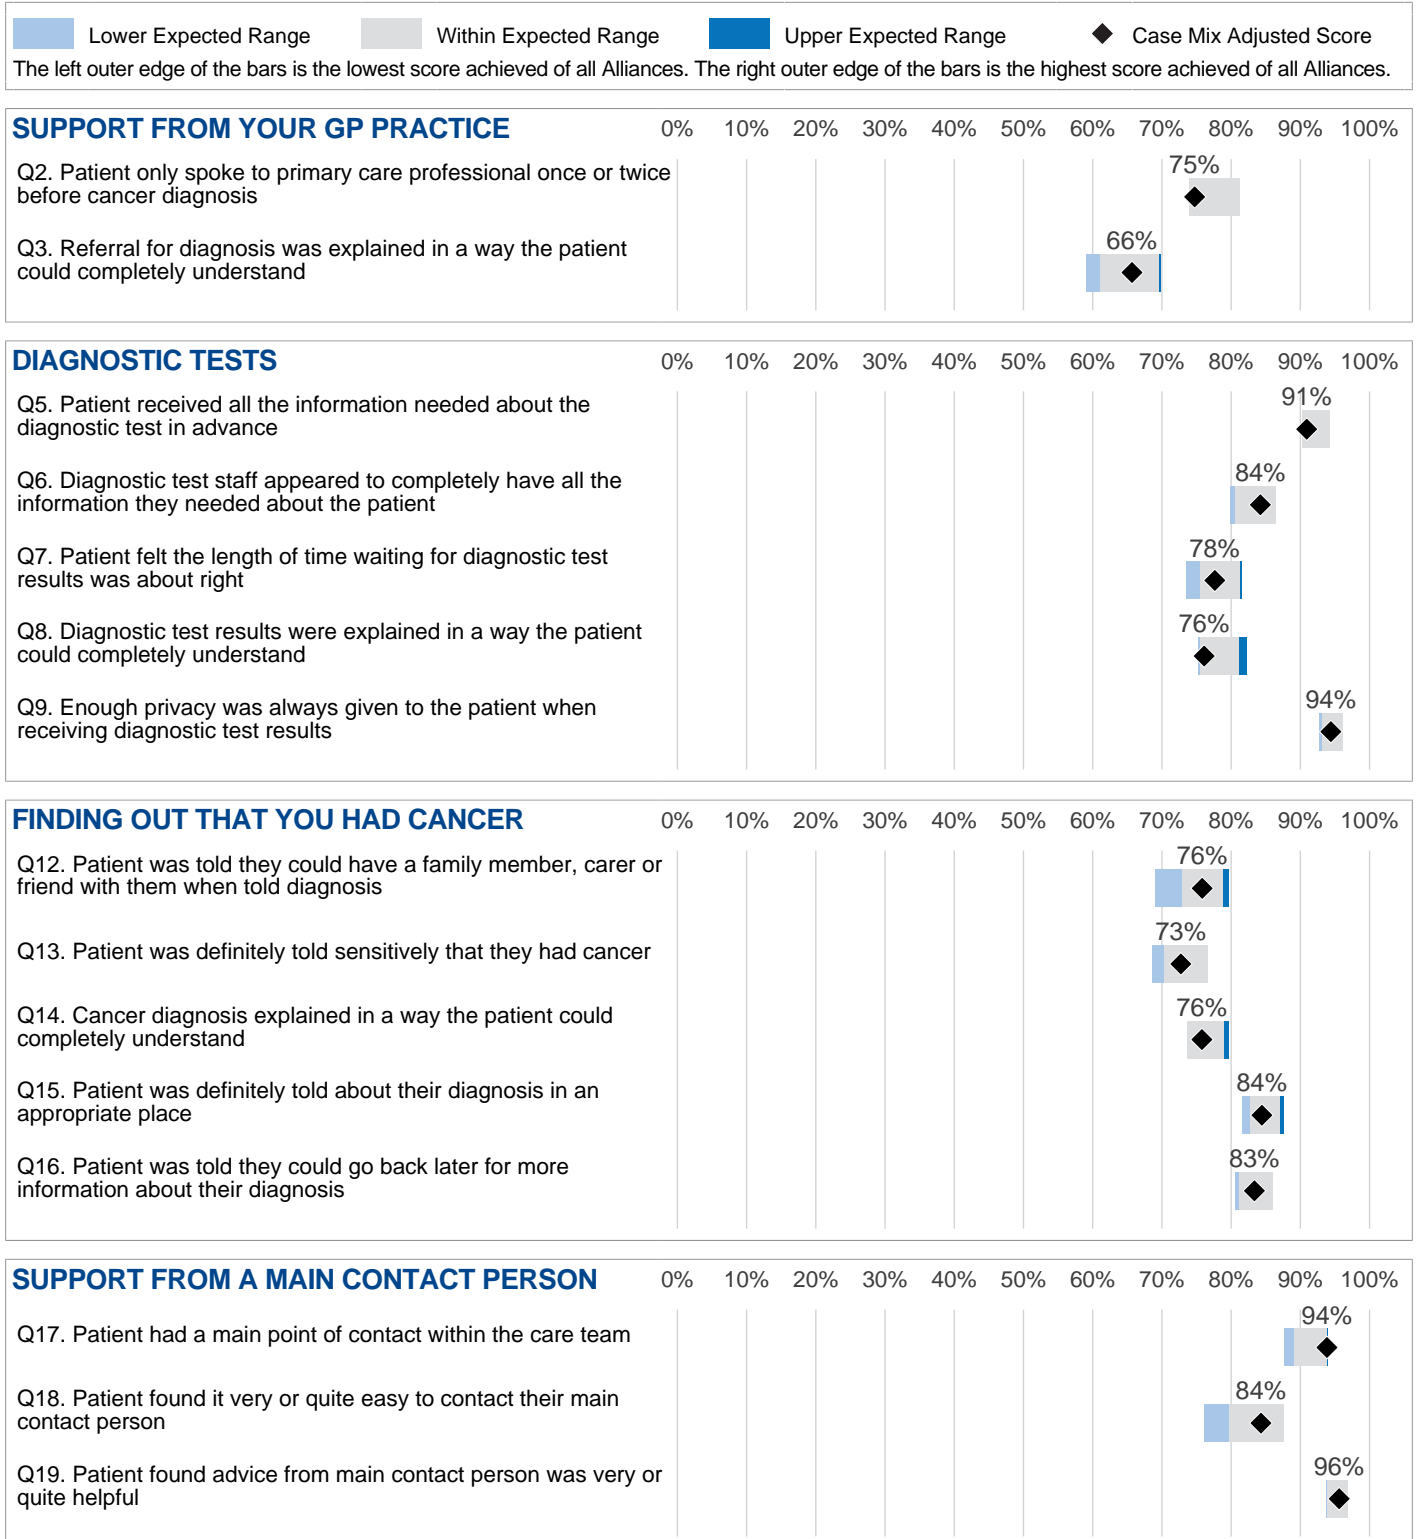 Lower Expected Range Within Expected Range Upper Expected Range Case Mix Adjusted Score
The left outer edge of the bars is the lowest score achieved of all Alliances. The right outer edge of the bars is the highest score achieved of all Alliances.
SUPPORT FROM YOUR GP PRACTICE 0% 10% 20% 30% 40% 50% 60% 70% 80% 90% 100%
75%
Q2. Patient only spoke to primary care professional once or twice
before cancer diagnosis
66%
Q3. Referral for diagnosis was explained in a way the patient
could completely understand
DIAGNOSTIC TESTS 0% 10% 20% 30% 40% 50% 60% 70% 80% 90% 100%
91%
Q5. Patient received all the information needed about the
diagnostic test in advance
84%
Q6. Diagnostic test staff appeared to completely have all the
information they needed about the patient
78%
Q7. Patient felt the length of time waiting for diagnostic test
results was about right
76%
Q8. Diagnostic test results were explained in a way the patient
could completely understand
94%
Q9. Enough privacy was always given to the patient when
receiving diagnostic test results
FINDING OUT THAT YOU HAD CANCER 0% 10% 20% 30% 40% 50% 60% 70% 80% 90% 100%
76%
Q12. Patient was told they could have a family member, carer or
friend with them when told diagnosis
73%
Q13. Patient was definitely told sensitively that they had cancer
76%
Q14. Cancer diagnosis explained in a way the patient could
completely understand
84%
Q15. Patient was definitely told about their diagnosis in an
appropriate place
83%
Q16. Patient was told they could go back later for more
information about their diagnosis
SUPPORT FROM A MAIN CONTACT PERSON 0% 10% 20% 30% 40% 50% 60% 70% 80% 90% 100%
94%
Q17. Patient had a main point of contact within the care team
84%
Q18. Patient found it very or quite easy to contact their main
contact person
96%
Q19. Patient found advice from main contact person was very or
quite helpful